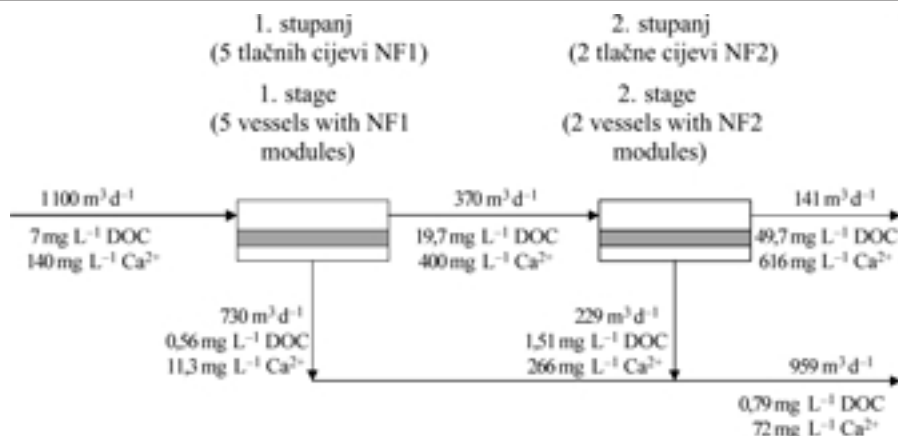 1. stupanj
(5 tlačnih cijevi NF1)
1. stage
(5 vessels with NF1
modules)
2. stupanj
(2 tlačne cijevi NF2)
2. stage
(2 vessels with NF2
modules)
1100 m³ d⁻¹
7 mg L⁻¹ DOC
140 mg L⁻¹ Ca²⁺
370 m³ d⁻¹
19,7 mg L⁻¹ DOC
400 mg L⁻¹ Ca²⁺
141 m³ d⁻¹
49,7 mg L⁻¹ DOC
616 mg L⁻¹ Ca²⁺
730 m³ d⁻¹
0,56 mg L⁻¹ DOC
11,3 mg L⁻¹ Ca²⁺
229 m³ d⁻¹
1,51 mg L⁻¹ DOC
266 mg L⁻¹ Ca²⁺
959 m³ d⁻¹
0,79 mg L⁻¹ DOC
72 mg L⁻¹ Ca²⁺